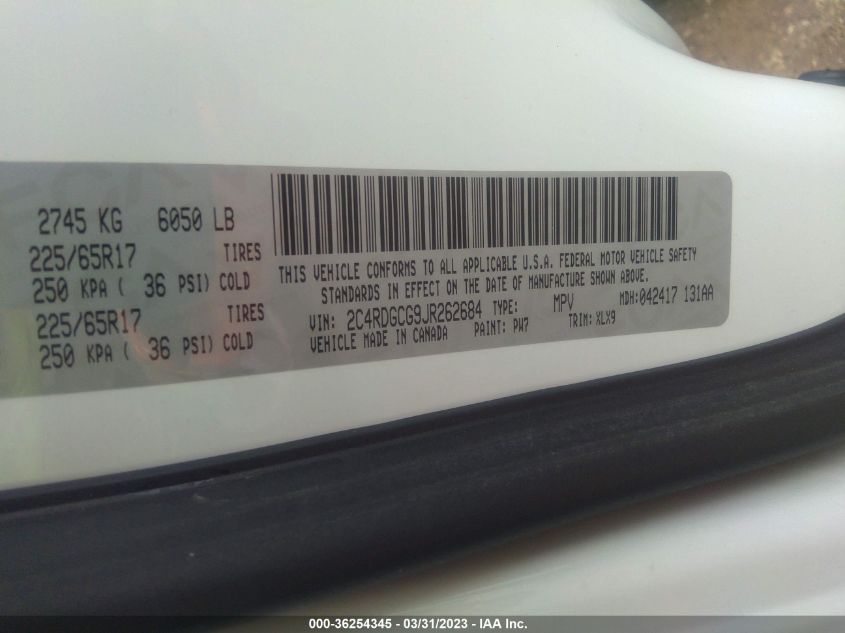 2745 KG 6050 LB
225/65R17 TIRES
250 KPA ( 36 PSI) COLD
225/65R17 TIRES
250 KPA ( 36 PSI) COLD
THIS VEHICLE CONFORMS TO ALL APPLICABLE U.S.A. FEDERAL MOTOR VEHICLE SAFETY
STANDARDS IN EFFECT ON THE DATE OF MANUFACTURE SHOWN ABOVE.
VIN: 2C4RDGCG9JR262684 TYPE: MPV MDH:042417 131AA
VEHICLE MADE IN CANADA PAINT: PW7 TRIM: XLX9
000-36254345 — 03/31/2023 — IAA Inc.